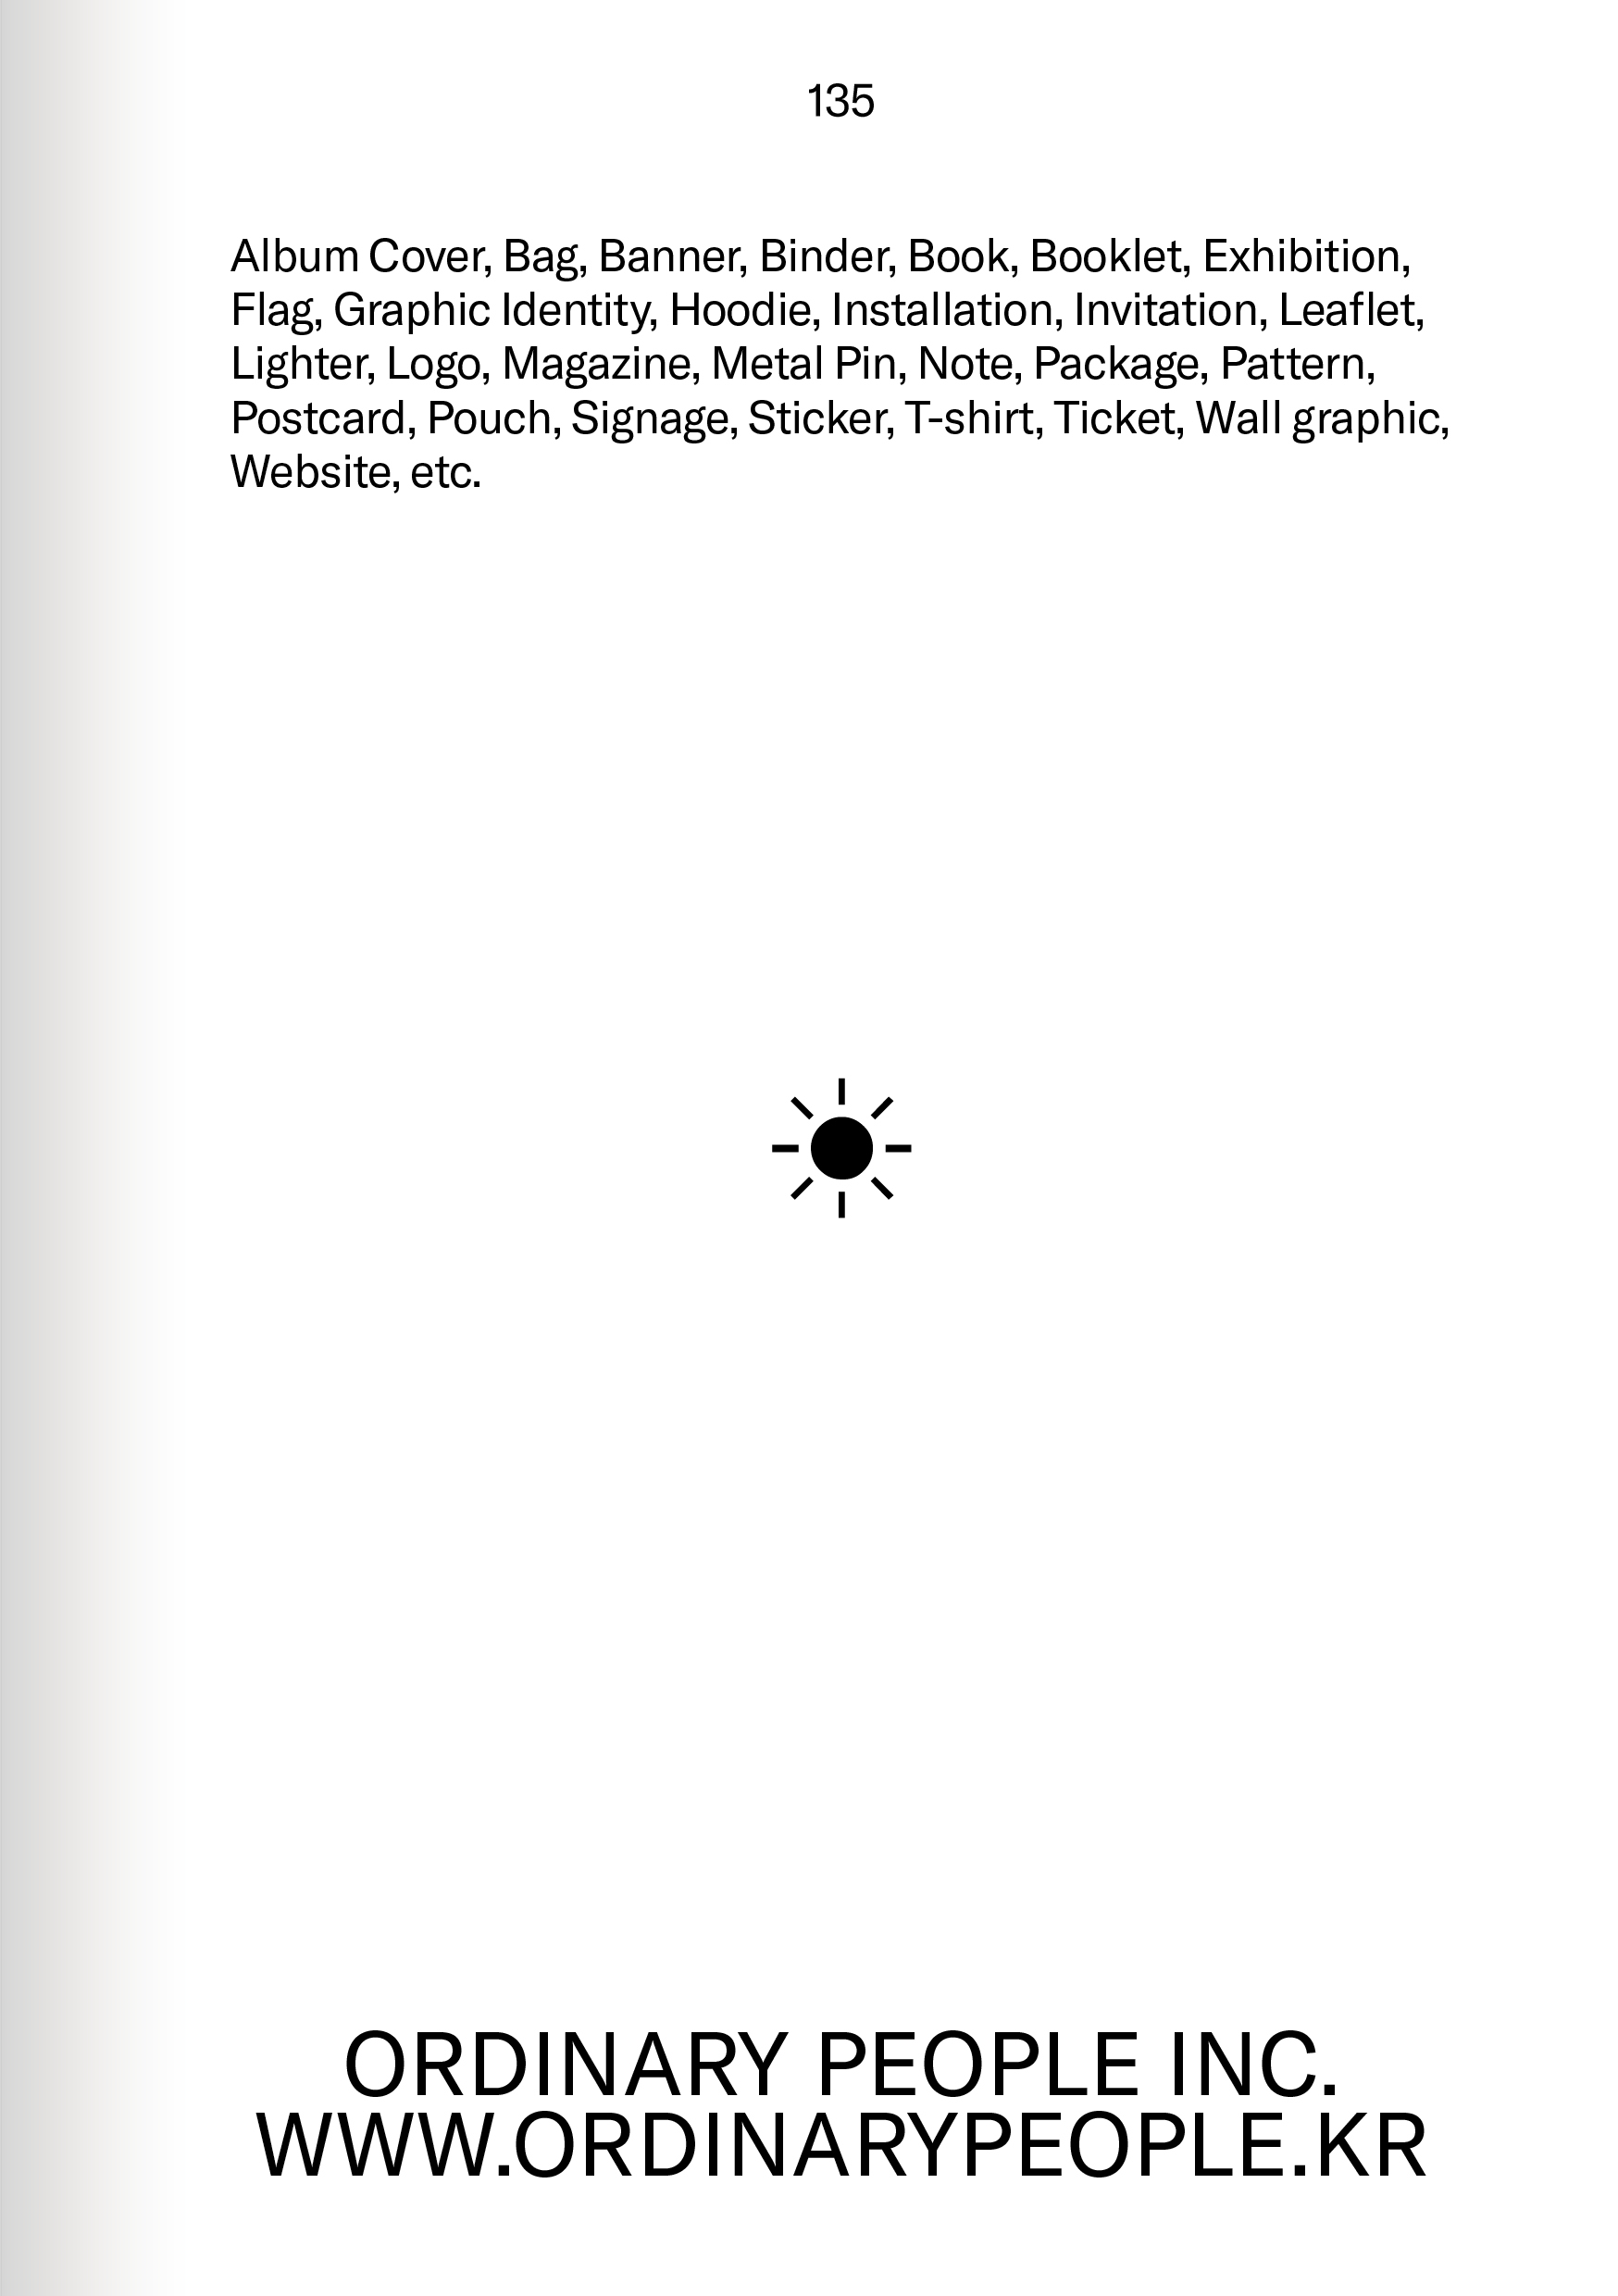 135
Album Cover, Bag, Banner, Binder, Book, Booklet, Exhibition,
Flag, Graphic Identity, Hoodie, Installation, Invitation, Leaflet,
Lighter, Logo, Magazine, Metal Pin, Note, Package, Pattern,
Postcard, Pouch, Signage, Sticker, T-shirt, Ticket, Wall graphic,
Website, etc.
ORDINARY PEOPLE INC.
WWW.ORDINARYPEOPLE.KR